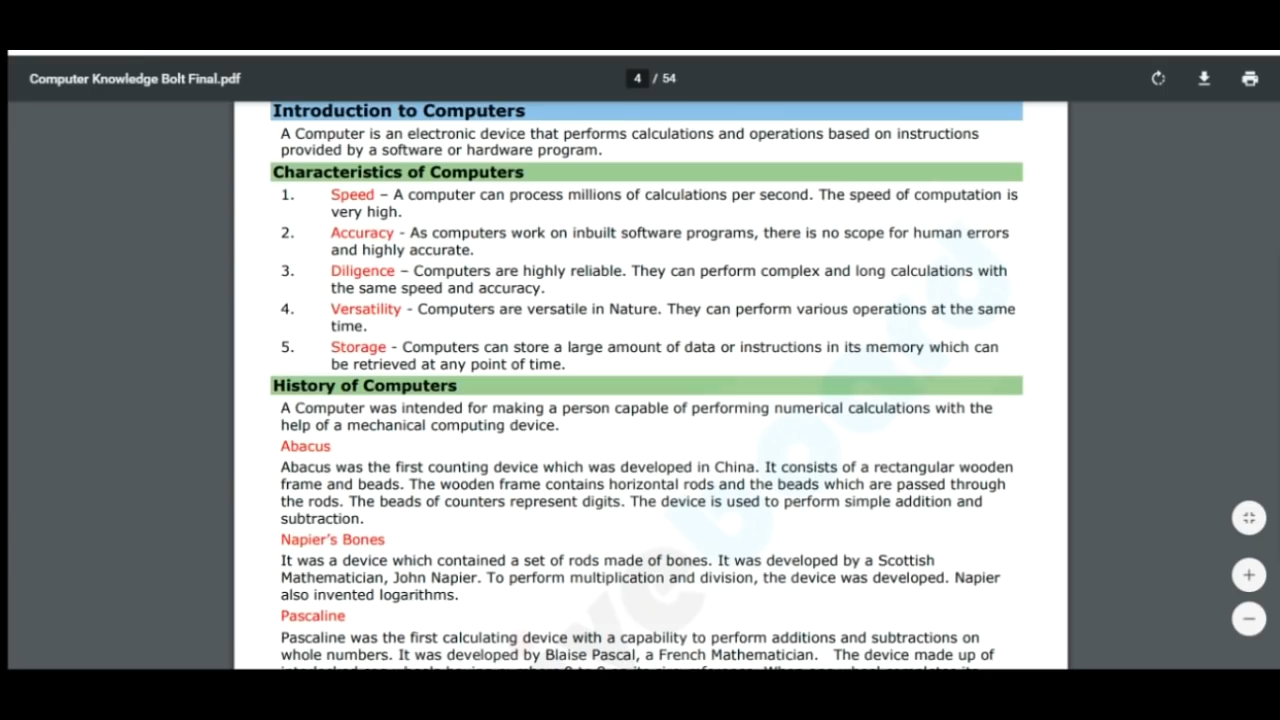 Computer Knowledge Bolt Final.pdf
4 / 54
Introduction to Computers
A Computer is an electronic device that performs calculations and operations based on instructions
provided by a software or hardware program.
Characteristics of Computers
1. Speed – A computer can process millions of calculations per second. The speed of computation is
very high.
2. Accuracy - As computers work on inbuilt software programs, there is no scope for human errors
and highly accurate.
3. Diligence – Computers are highly reliable. They can perform complex and long calculations with
the same speed and accuracy.
4. Versatility - Computers are versatile in Nature. They can perform various operations at the same
time.
5. Storage - Computers can store a large amount of data or instructions in its memory which can
be retrieved at any point of time.
History of Computers
A Computer was intended for making a person capable of performing numerical calculations with the
help of a mechanical computing device.
Abacus
Abacus was the first counting device which was developed in China. It consists of a rectangular wooden
frame and beads. The wooden frame contains horizontal rods and the beads which are passed through
the rods. The beads of counters represent digits. The device is used to perform simple addition and
subtraction.
Napier's Bones
It was a device which contained a set of rods made of bones. It was developed by a Scottish
Mathematician, John Napier. To perform multiplication and division, the device was developed. Napier
also invented logarithms.
Pascaline
Pascaline was the first calculating device with a capability to perform additions and subtractions on
whole numbers. It was developed by Blaise Pascal, a French Mathematician. The device made up of